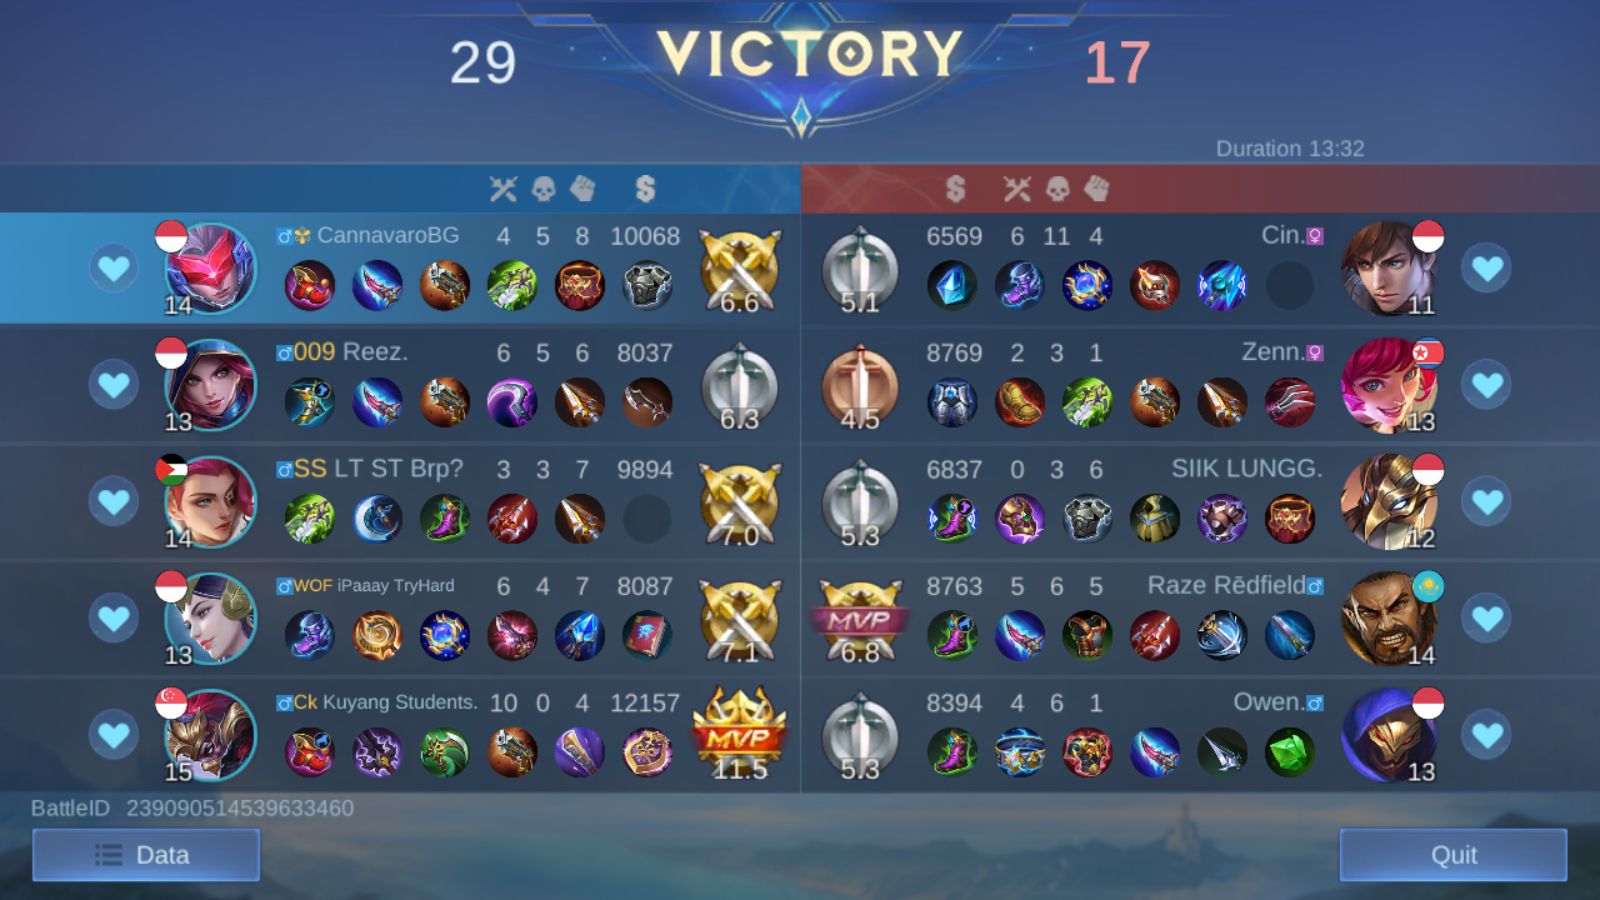 29 VICTORY 17
Duration 13:32
CannavaroBG 4 5 8 10068 6.6 14
5.1 6569 6 11 4 Cin. 11
009 Reez. 6 5 6 8037 6.3 13
4.5 8769 2 3 1 Zenn. 13
SS LT ST Brp? 3 3 7 9894 7.0 14
5.3 6837 0 3 6 SIIK LUNGG. 12
WOF iPaaay TryHard 6 4 7 8087 7.1 13
MVP 6.8 8763 5 6 5 Raze Rēdfield 14
Ck Kuyang Students. 10 0 4 12157 MVP 11.5 15
5.3 8394 4 6 1 Owen. 13
BattleID 239090514539633460
Data
Quit